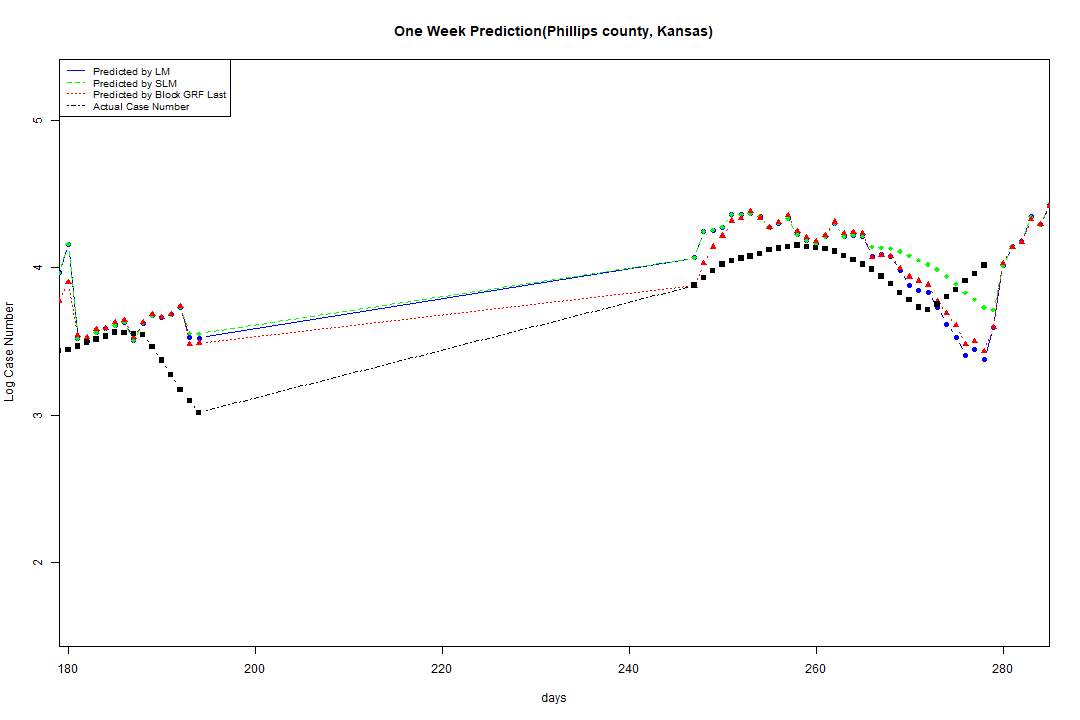 One Week Prediction(Phillips county, Kansas)
Predicted by LM
Predicted by SLM
Predicted by Block GRF Last
Actual Case Number
5
4
3
2
Log Case Number
180 200 220 240 260 280
days